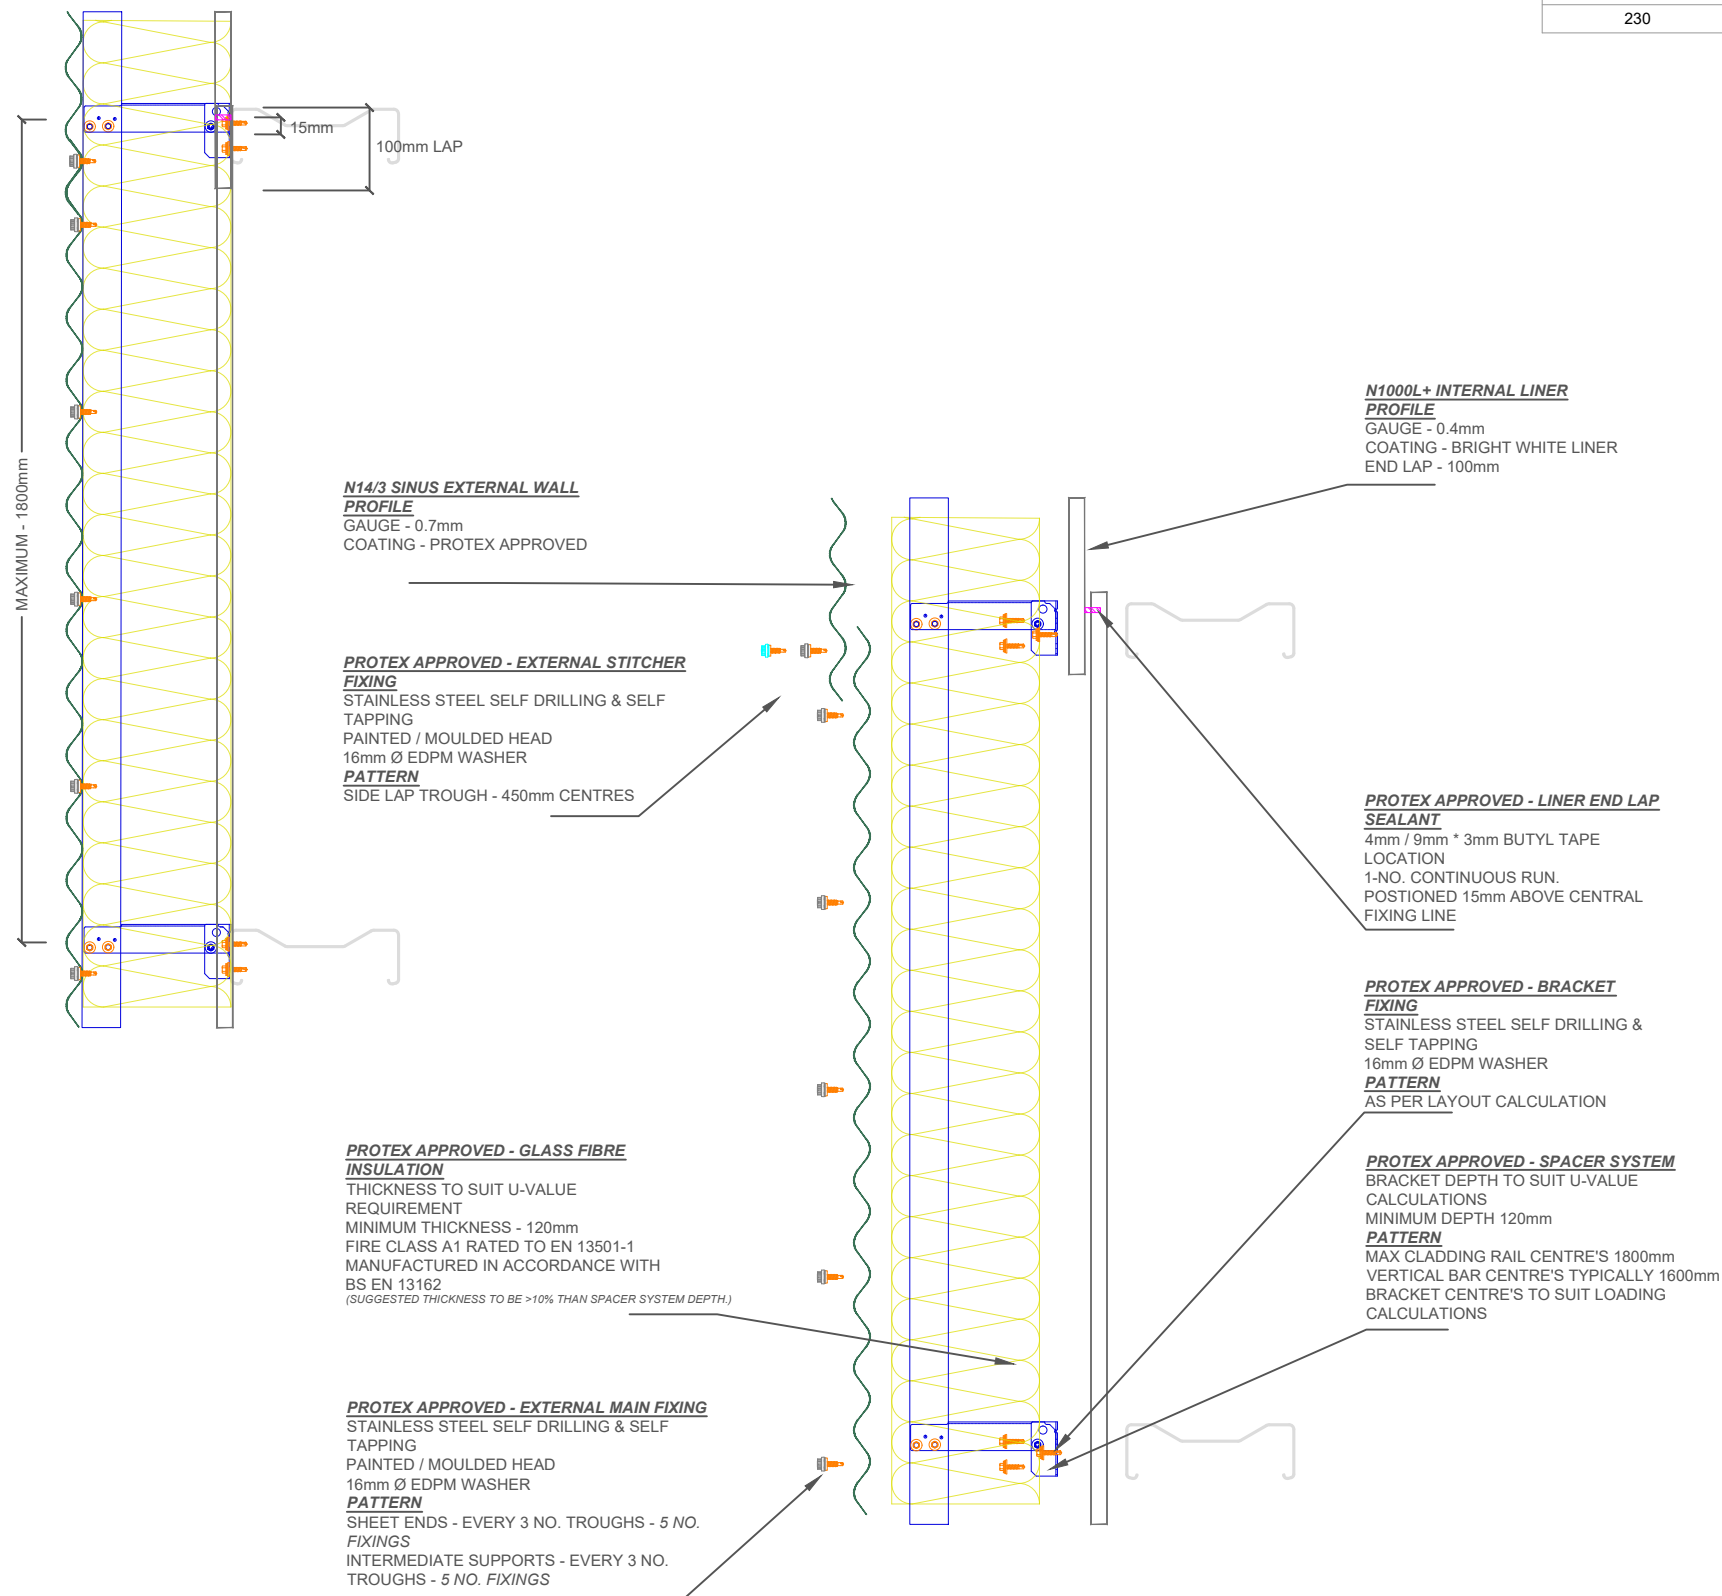 230
15mm
100mm LAP
MAXIMUM - 1800mm
N14/3 SINUS EXTERNAL WALL
PROFILE
GAUGE - 0.7mm
COATING - PROTEX APPROVED
PROTEX APPROVED - EXTERNAL STITCHER
FIXING
STAINLESS STEEL SELF DRILLING & SELF
TAPPING
PAINTED / MOULDED HEAD
16mm Ø EDPM WASHER
PATTERN
SIDE LAP TROUGH - 450mm CENTRES
PROTEX APPROVED - GLASS FIBRE
INSULATION
THICKNESS TO SUIT U-VALUE
REQUIREMENT
MINIMUM THICKNESS - 120mm
FIRE CLASS A1 RATED TO EN 13501-1
MANUFACTURED IN ACCORDANCE WITH
BS EN 13162
(SUGGESTED THICKNESS TO BE >10% THAN SPACER SYSTEM DEPTH.)
PROTEX APPROVED - EXTERNAL MAIN FIXING
STAINLESS STEEL SELF DRILLING & SELF
TAPPING
PAINTED / MOULDED HEAD
16mm Ø EDPM WASHER
PATTERN
SHEET ENDS - EVERY 3 NO. TROUGHS - 5 NO.
FIXINGS
INTERMEDIATE SUPPORTS - EVERY 3 NO.
TROUGHS - 5 NO. FIXINGS
N1000L+ INTERNAL LINER
PROFILE
GAUGE - 0.4mm
COATING - BRIGHT WHITE LINER
END LAP - 100mm
PROTEX APPROVED - LINER END LAP
SEALANT
4mm / 9mm * 3mm BUTYL TAPE
LOCATION
1-NO. CONTINUOUS RUN.
POSTIONED 15mm ABOVE CENTRAL
FIXING LINE
PROTEX APPROVED - BRACKET
FIXING
STAINLESS STEEL SELF DRILLING &
SELF TAPPING
16mm Ø EDPM WASHER
PATTERN
AS PER LAYOUT CALCULATION
PROTEX APPROVED - SPACER SYSTEM
BRACKET DEPTH TO SUIT U-VALUE
CALCULATIONS
MINIMUM DEPTH 120mm
PATTERN
MAX CLADDING RAIL CENTRE'S 1800mm
VERTICAL BAR CENTRE'S TYPICALLY 1600mm
BRACKET CENTRE'S TO SUIT LOADING
CALCULATIONS